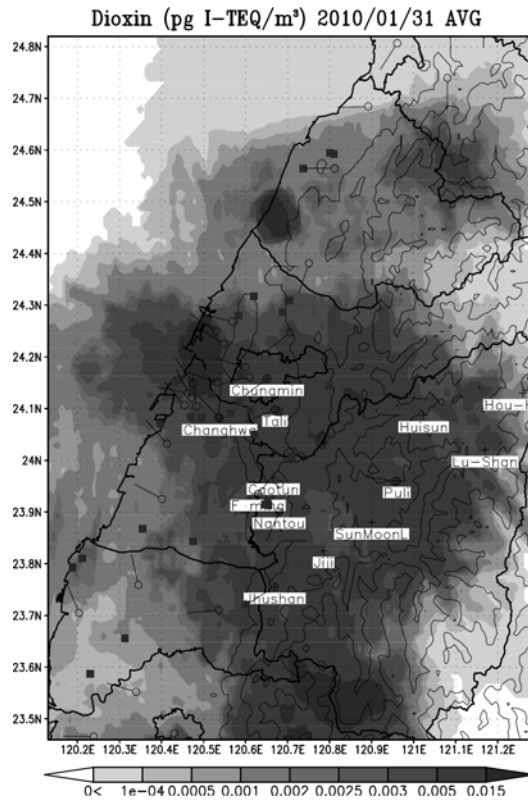 Dioxin (pg I-TEQ/m³) 2010/01/31 AVG
24.8N
24.7N
24.6N
24.5N
24.4N
24.3N
24.2N
24.1N
24N
23.9N
23.8N
23.7N
23.6N
23.5N
Chungmin
Tali
Changhwa
Hou-H
Huisun
Lu-Shan
Puli
Nantou
SunMoonL
Jili
Jhushan
120.2E 120.3E 120.4E 120.5E 120.6E 120.7E 120.8E 120.9E 121E 121.1E 121.2E
0< 1e-04 0.0005 0.001 0.002 0.0025 0.003 0.005 0.015